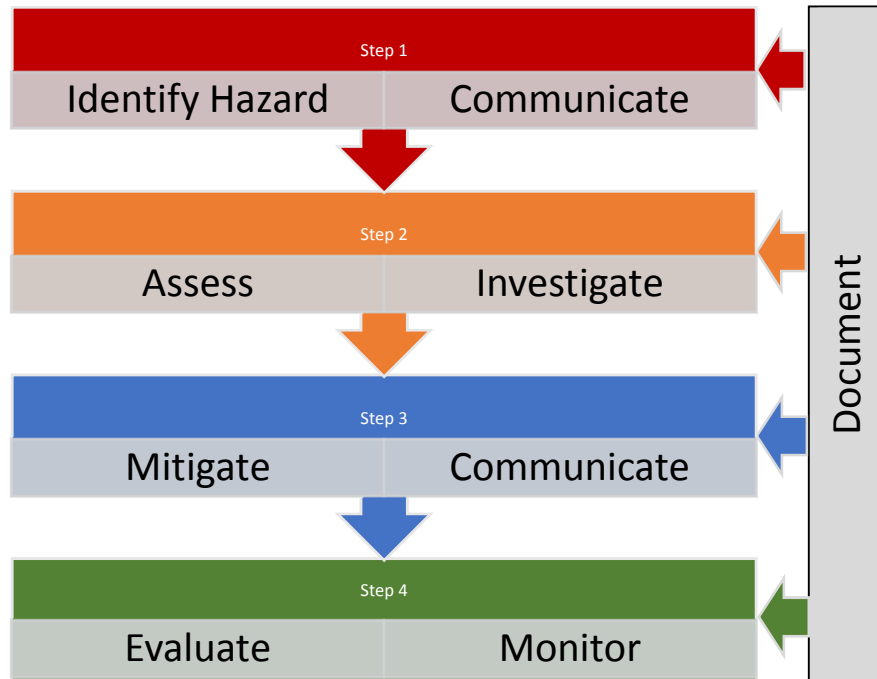 Step 1
Identify Hazard
Communicate
Step 2
Assess
Investigate
Step 3
Mitigate
Communicate
Step 4
Evaluate
Monitor
Document